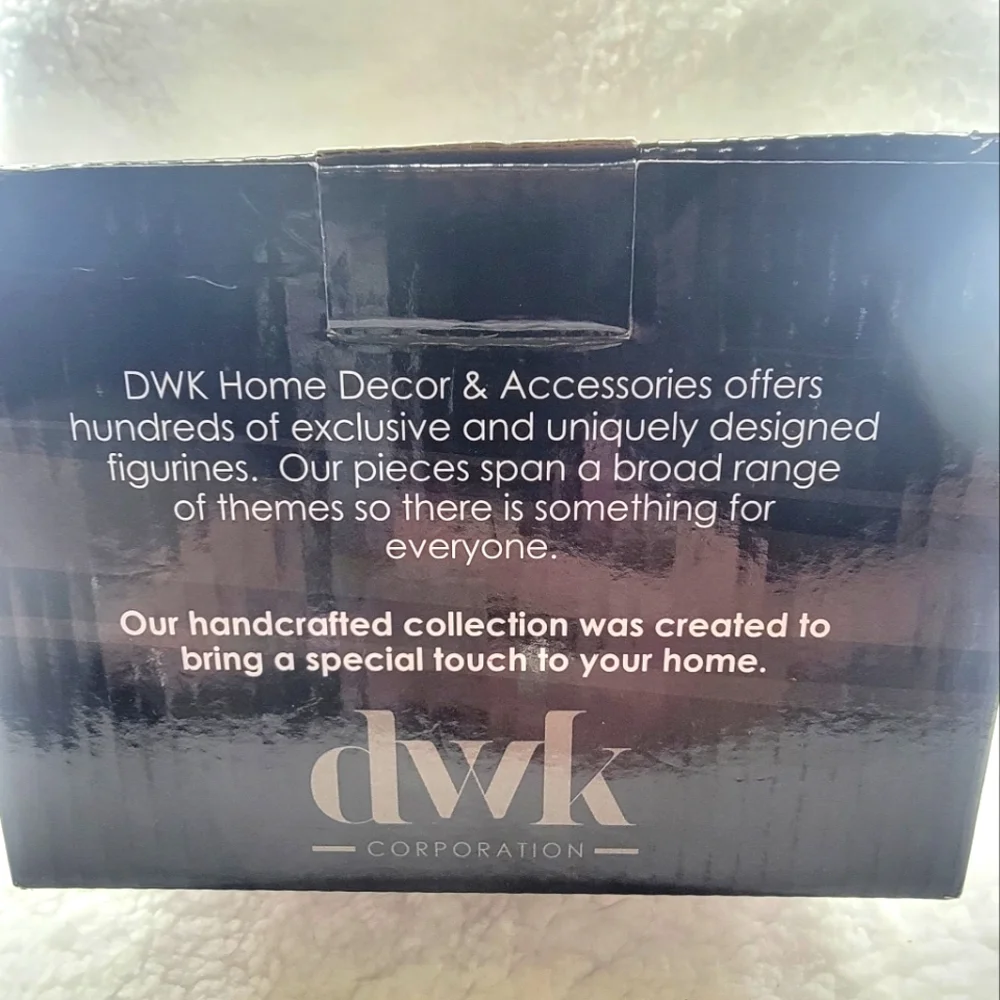 DWK Home Decor & Accessories offers
hundreds of exclusive and uniquely designed
figurines. Our pieces span a broad range
of themes so there is something for
everyone.
Our handcrafted collection was created to
bring a special touch to your home.
dwk
CORPORATION